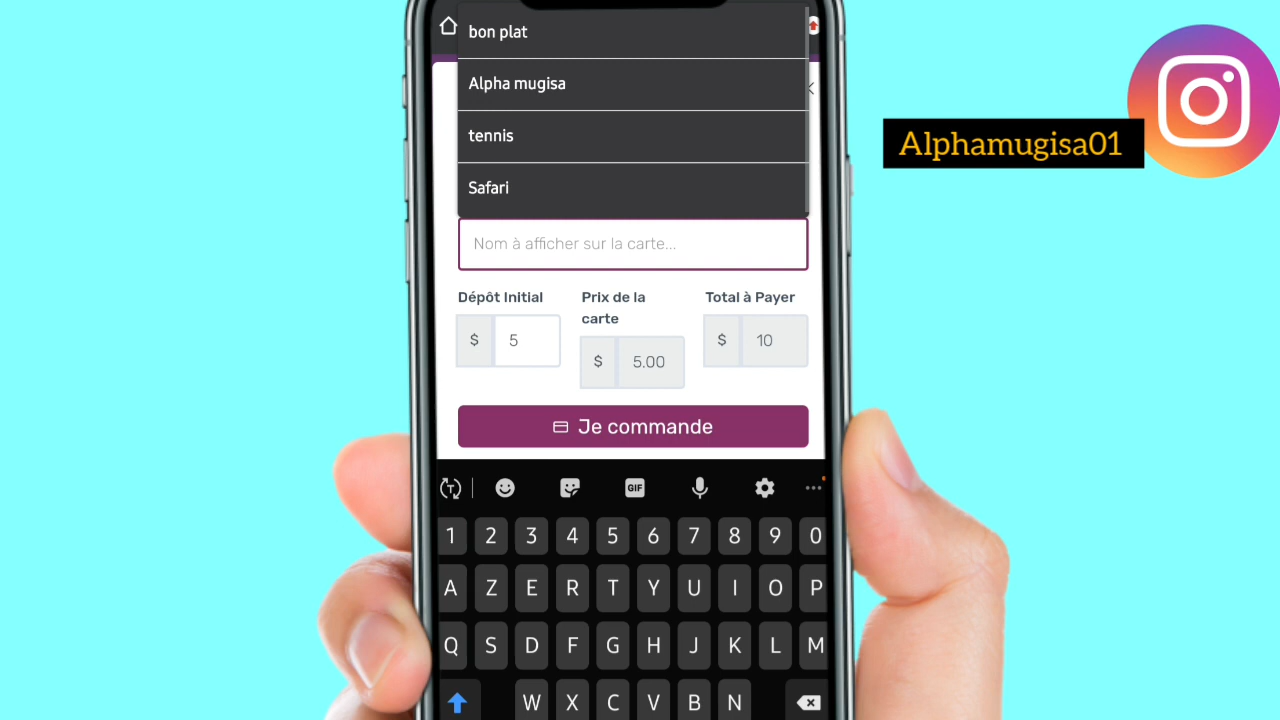 bon plat
Alpha mugisa
tennis
Safari
Nom à afficher sur la carte...
Dépôt Initial
Prix de la
carte
Total à Payer
$ 5
$ 5.00
$ 10
Je commande
Alphamugisa01
T
GIF
1 2 3 4 5 6 7 8 9 0
A Z E R T Y U I O P
Q S D F G H J K L M
W X C V B N